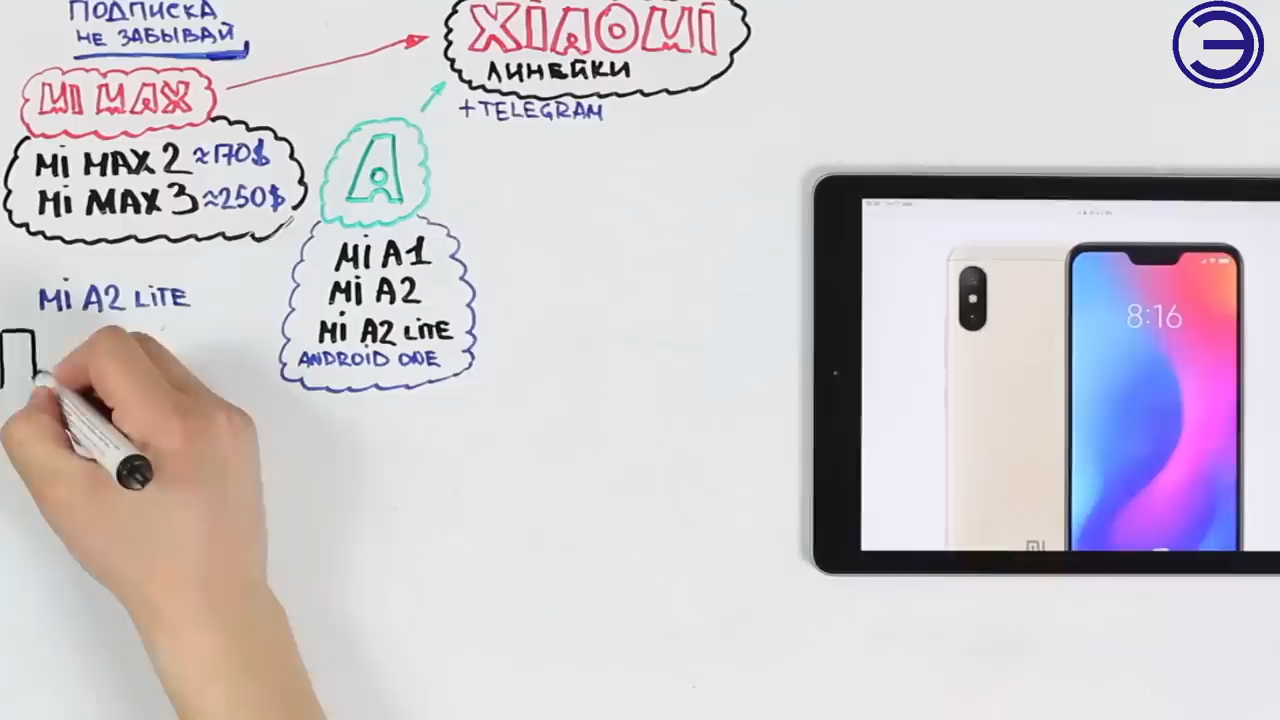 ПОДПИСКА
НЕ ЗАБЫВАЙ
XIAOMI
ЛИНЕЙКИ
+TELEGRAM
MI MAX
Mi MAX 2 ≈170$
Mi MAX 3 ≈250$
A
Mi A1
Mi A2
Mi A2 LiTE
ANDROID ONE
Mi A2 LiTE
8:16
MI
Э